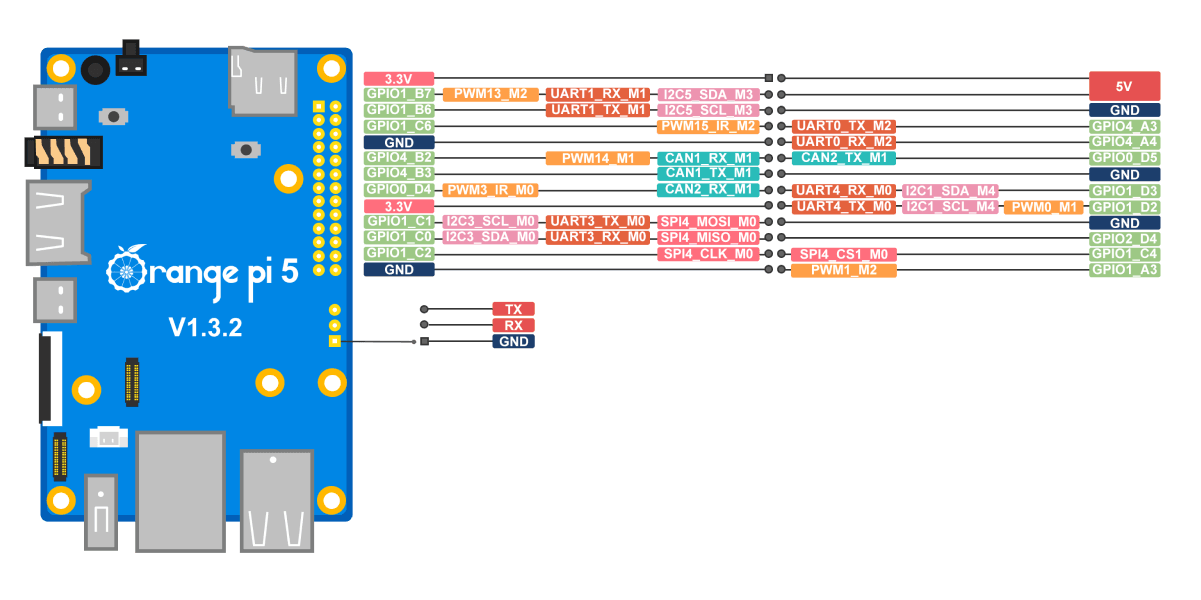 3.3V 5V
GPIO1_B7 PWM13_M2 UART1_RX_M1 I2C5_SDA_M3
GPIO1_B6 UART1_TX_M1 I2C5_SCL_M3 GND
GPIO1_C6 PWM15_IR_M2 UART0_TX_M2 GPIO4_A3
GND UART0_RX_M2 GPIO4_A4
GPIO4_B2 PWM14_M1 CAN1_RX_M1 CAN2_TX_M1 GPIO0_D5
GPIO4_B3 CAN1_TX_M1 GND
GPIO0_D4 PWM3_IR_M0 CAN2_RX_M1 UART4_RX_M0 I2C1_SDA_M4 GPIO1_D3
3.3V UART4_TX_M0 I2C1_SCL_M4 PWM0_M1 GPIO1_D2
GPIO1_C1 I2C3_SCL_M0 UART3_TX_M0 SPI4_MOSI_M0 GND
GPIO1_C0 I2C3_SDA_M0 UART3_RX_M0 SPI4_MISO_M0 GPIO2_D4
GPIO1_C2 SPI4_CLK_M0 SPI4_CS1_M0 GPIO1_C4
GND PWM1_M2 GPIO1_A3
Orange pi 5
V1.3.2
TX
RX
GND